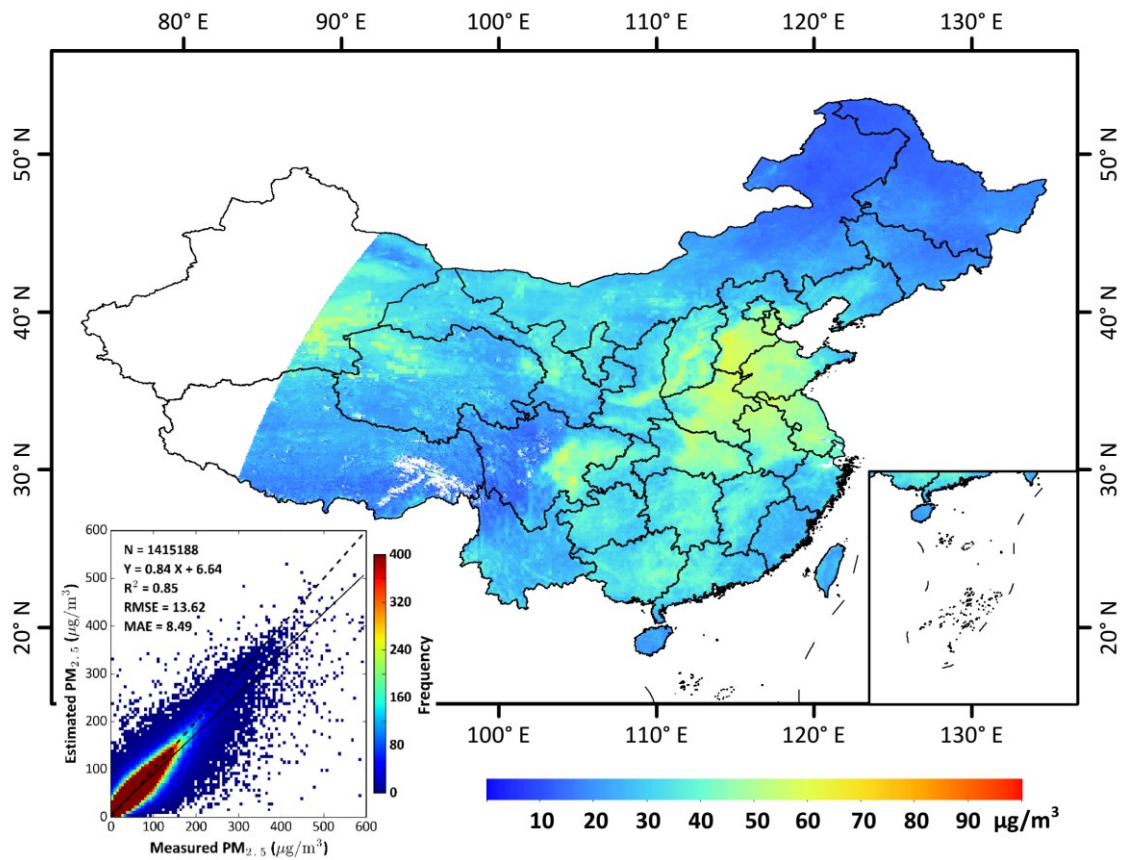 80° E 90° E 100° E 110° E 120° E 130° E
50° N 50° N
40° N 40° N
30° N 30° N
20° N 20° N
100° E 110° E 120° E 130° E
600
500
400
300
200
100
0
Estimated PM2.5 (μg/m³)
N = 1415188
Y = 0.84 X + 6.64
R² = 0.85
RMSE = 13.62
MAE = 8.49
0 100 200 300 400 500 600
Measured PM2.5 (μg/m³)
400
320
240
160
80
0
Frequency
10 20 30 40 50 60 70 80 90 μg/m³